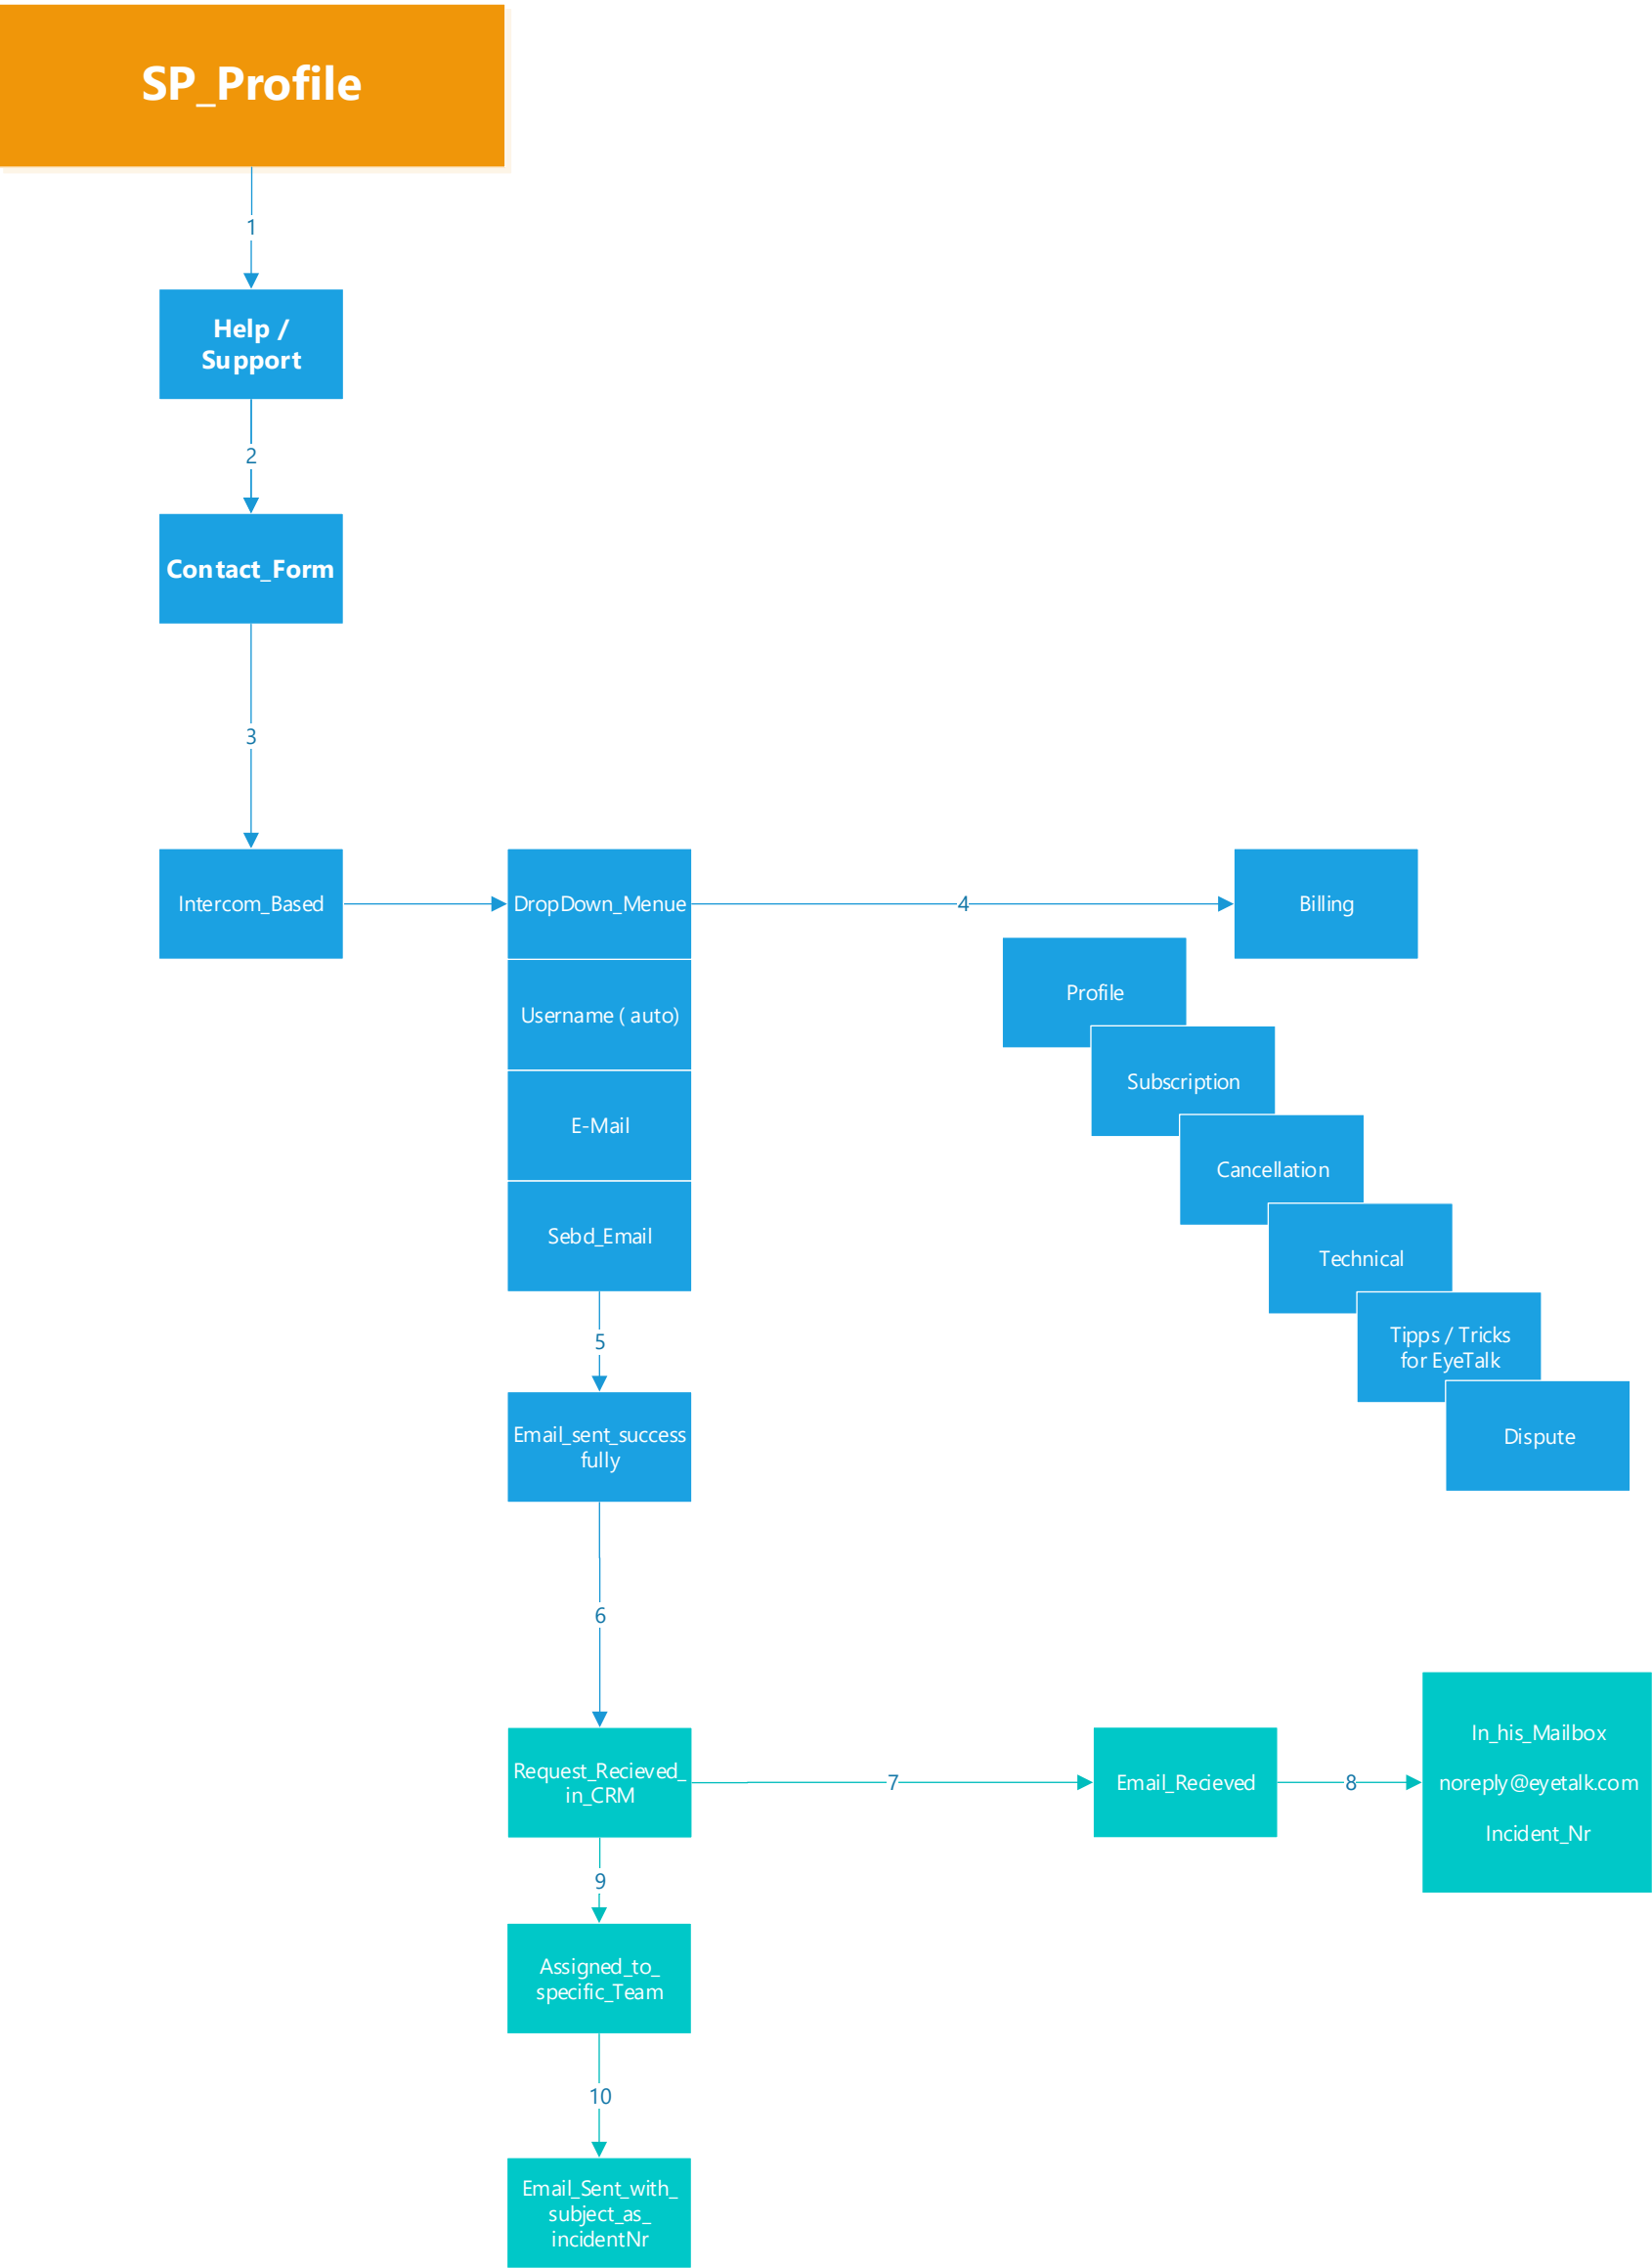 SP_Profile
1
Help /
Support
2
Contact_Form
3
Intercom_Based
DropDown_Menue
4
Billing
Username ( auto)
E-Mail
Sebd_Email
Profile
Subscription
Cancellation
Technical
Tipps / Tricks
for EyeTalk
Dispute
5
Email_sent_success
fully
6
Request_Recieved_
in_CRM
7
Email_Recieved
8
In_his_Mailbox
noreply@eyetalk.com
Incident_Nr
9
Assigned_to_
specific_Team
10
Email_Sent_with_
subject_as_
incidentNr